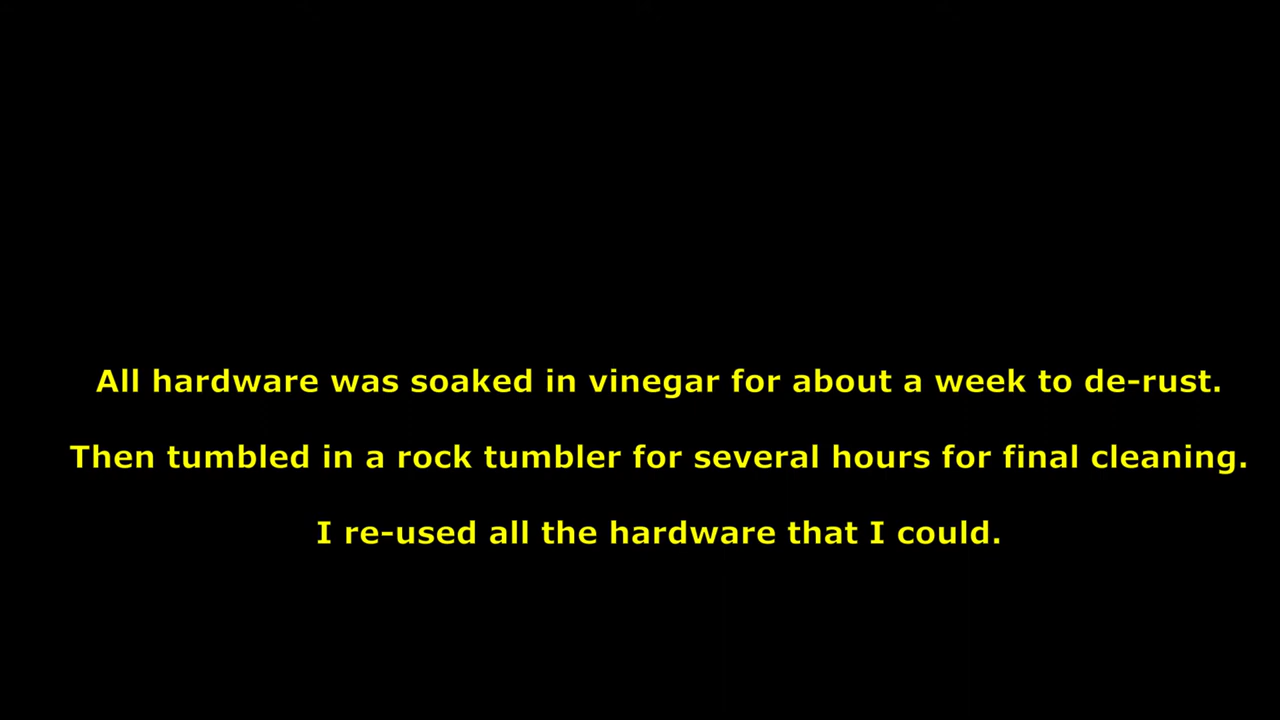 All hardware was soaked in vinegar for about a week to de-rust.
Then tumbled in a rock tumbler for several hours for final cleaning.
I re-used all the hardware that I could.